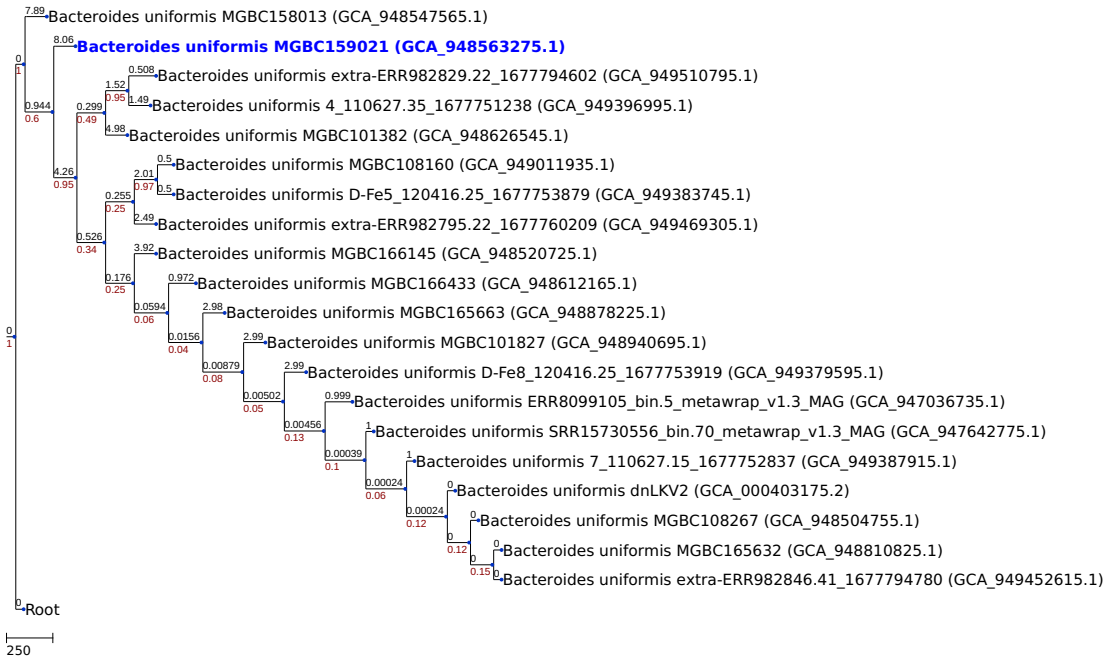 7.89 Bacteroides uniformis MGBC158013 (GCA_948547565.1)
8.06 Bacteroides uniformis MGBC159021 (GCA_948563275.1)
0
1
0.508 Bacteroides uniformis extra-ERR982829.22_1677794602 (GCA_949510795.1)
1.52
0.95
1.49 Bacteroides uniformis 4_110627.35_1677751238 (GCA_949396995.1)
0.944
0.6
0.299
0.49
4.98 Bacteroides uniformis MGBC101382 (GCA_948626545.1)
0.5 Bacteroides uniformis MGBC108160 (GCA_949011935.1)
4.26
0.95
2.01
0.97
0.5 Bacteroides uniformis D-Fe5_120416.25_1677753879 (GCA_949383745.1)
0.255
0.25
2.49 Bacteroides uniformis extra-ERR982795.22_1677760209 (GCA_949469305.1)
0.526
0.34
3.92 Bacteroides uniformis MGBC166145 (GCA_948520725.1)
0.176
0.25
0.972 Bacteroides uniformis MGBC166433 (GCA_948612165.1)
0.0594
0.06
2.98 Bacteroides uniformis MGBC165663 (GCA_948878225.1)
0
1
0.0156
0.04
2.99 Bacteroides uniformis MGBC101827 (GCA_948940695.1)
0.00879
0.08
2.99 Bacteroides uniformis D-Fe8_120416.25_1677753919 (GCA_949379595.1)
0.00502
0.05
0.999 Bacteroides uniformis ERR8099105_bin.5_metawrap_v1.3_MAG (GCA_947036735.1)
0.00456
0.13
1 Bacteroides uniformis SRR15730556_bin.70_metawrap_v1.3_MAG (GCA_947642775.1)
0.00039
0.1
1 Bacteroides uniformis 7_110627.15_1677752837 (GCA_949387915.1)
0.00024
0.06
0 Bacteroides uniformis dnLKV2 (GCA_000403175.2)
0.00024
0.12
0 Bacteroides uniformis MGBC108267 (GCA_948504755.1)
0
0.12
0 Bacteroides uniformis MGBC165632 (GCA_948810825.1)
0
0.15
0 Bacteroides uniformis extra-ERR982846.41_1677794780 (GCA_949452615.1)
0 Root
250